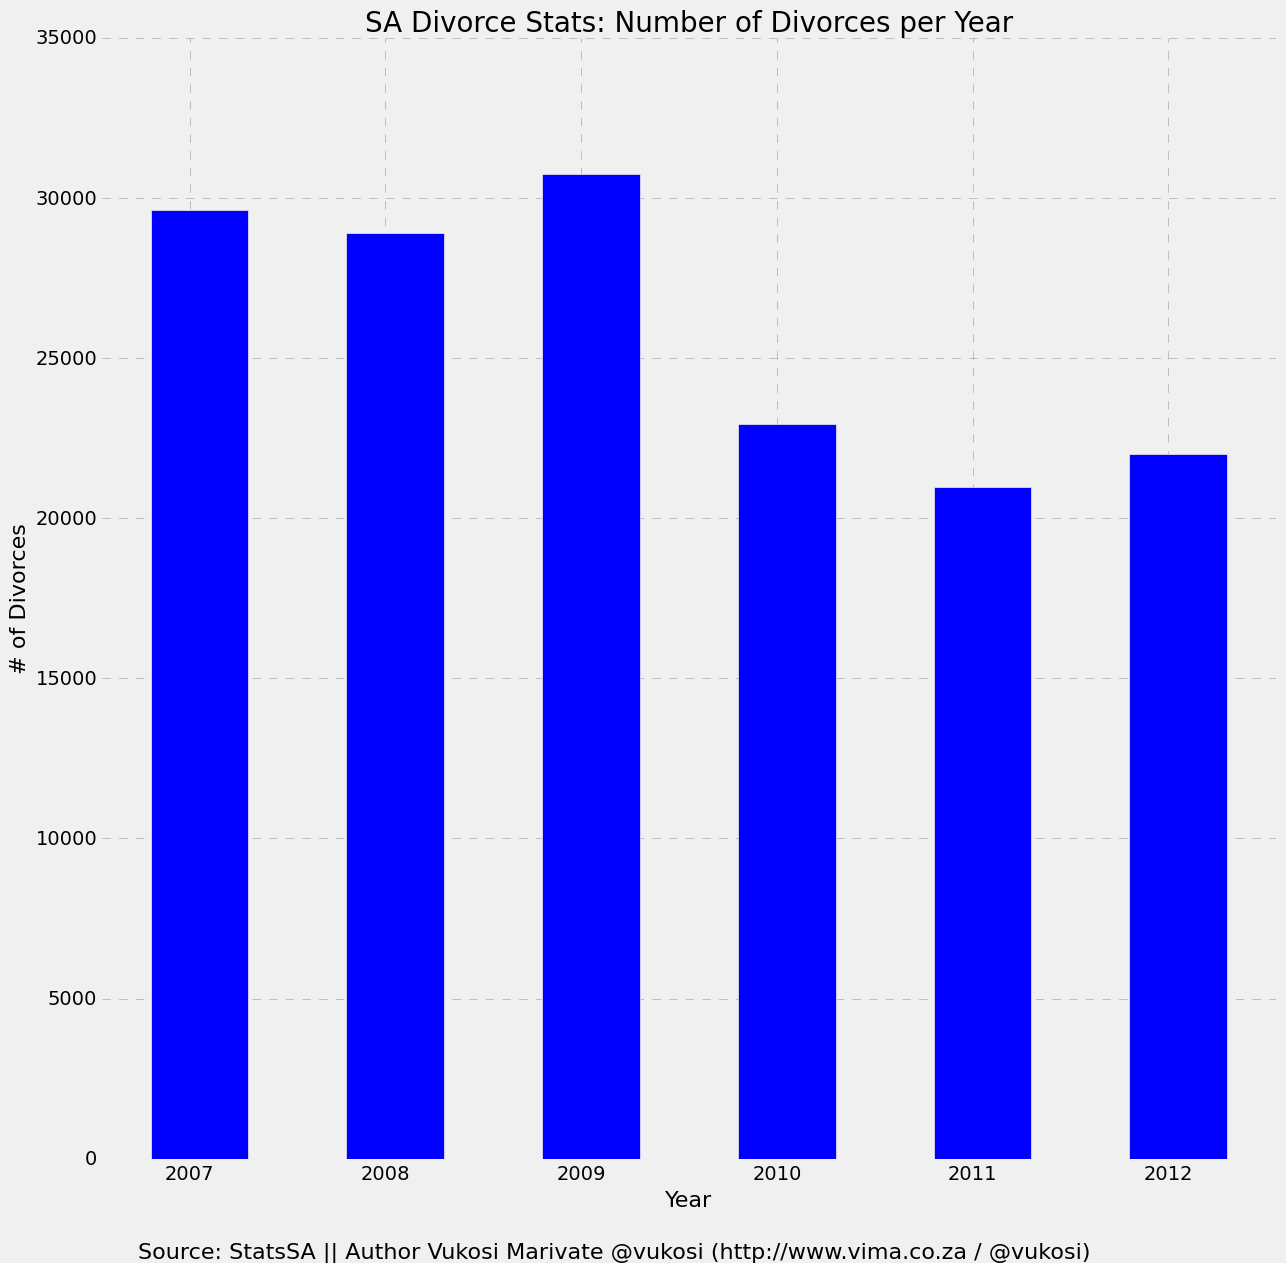 SA Divorce Stats: Number of Divorces per Year
35000
30000
25000
20000
15000
10000
5000
0
# of Divorces
2007 2008 2009 2010 2011 2012
Year
Source: StatsSA || Author Vukosi Marivate @vukosi (http://www.vima.co.za / @vukosi)